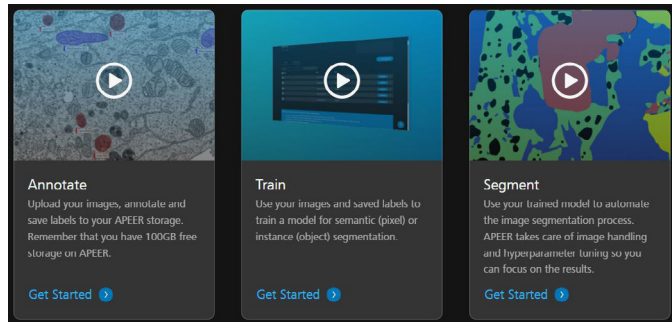 Annotate
Upload your images, annotate and
save labels to your APEER storage.
Remember that you have 100GB free
storage on APEER.
Get Started
Train
Use your images and saved labels to
train a model for semantic (pixel) or
instance (object) segmentation.
Get Started
Segment
Use your trained model to automate
the image segmentation process.
APEER takes care of image handling
and hyperparameter tuning so you
can focus on the results.
Get Started